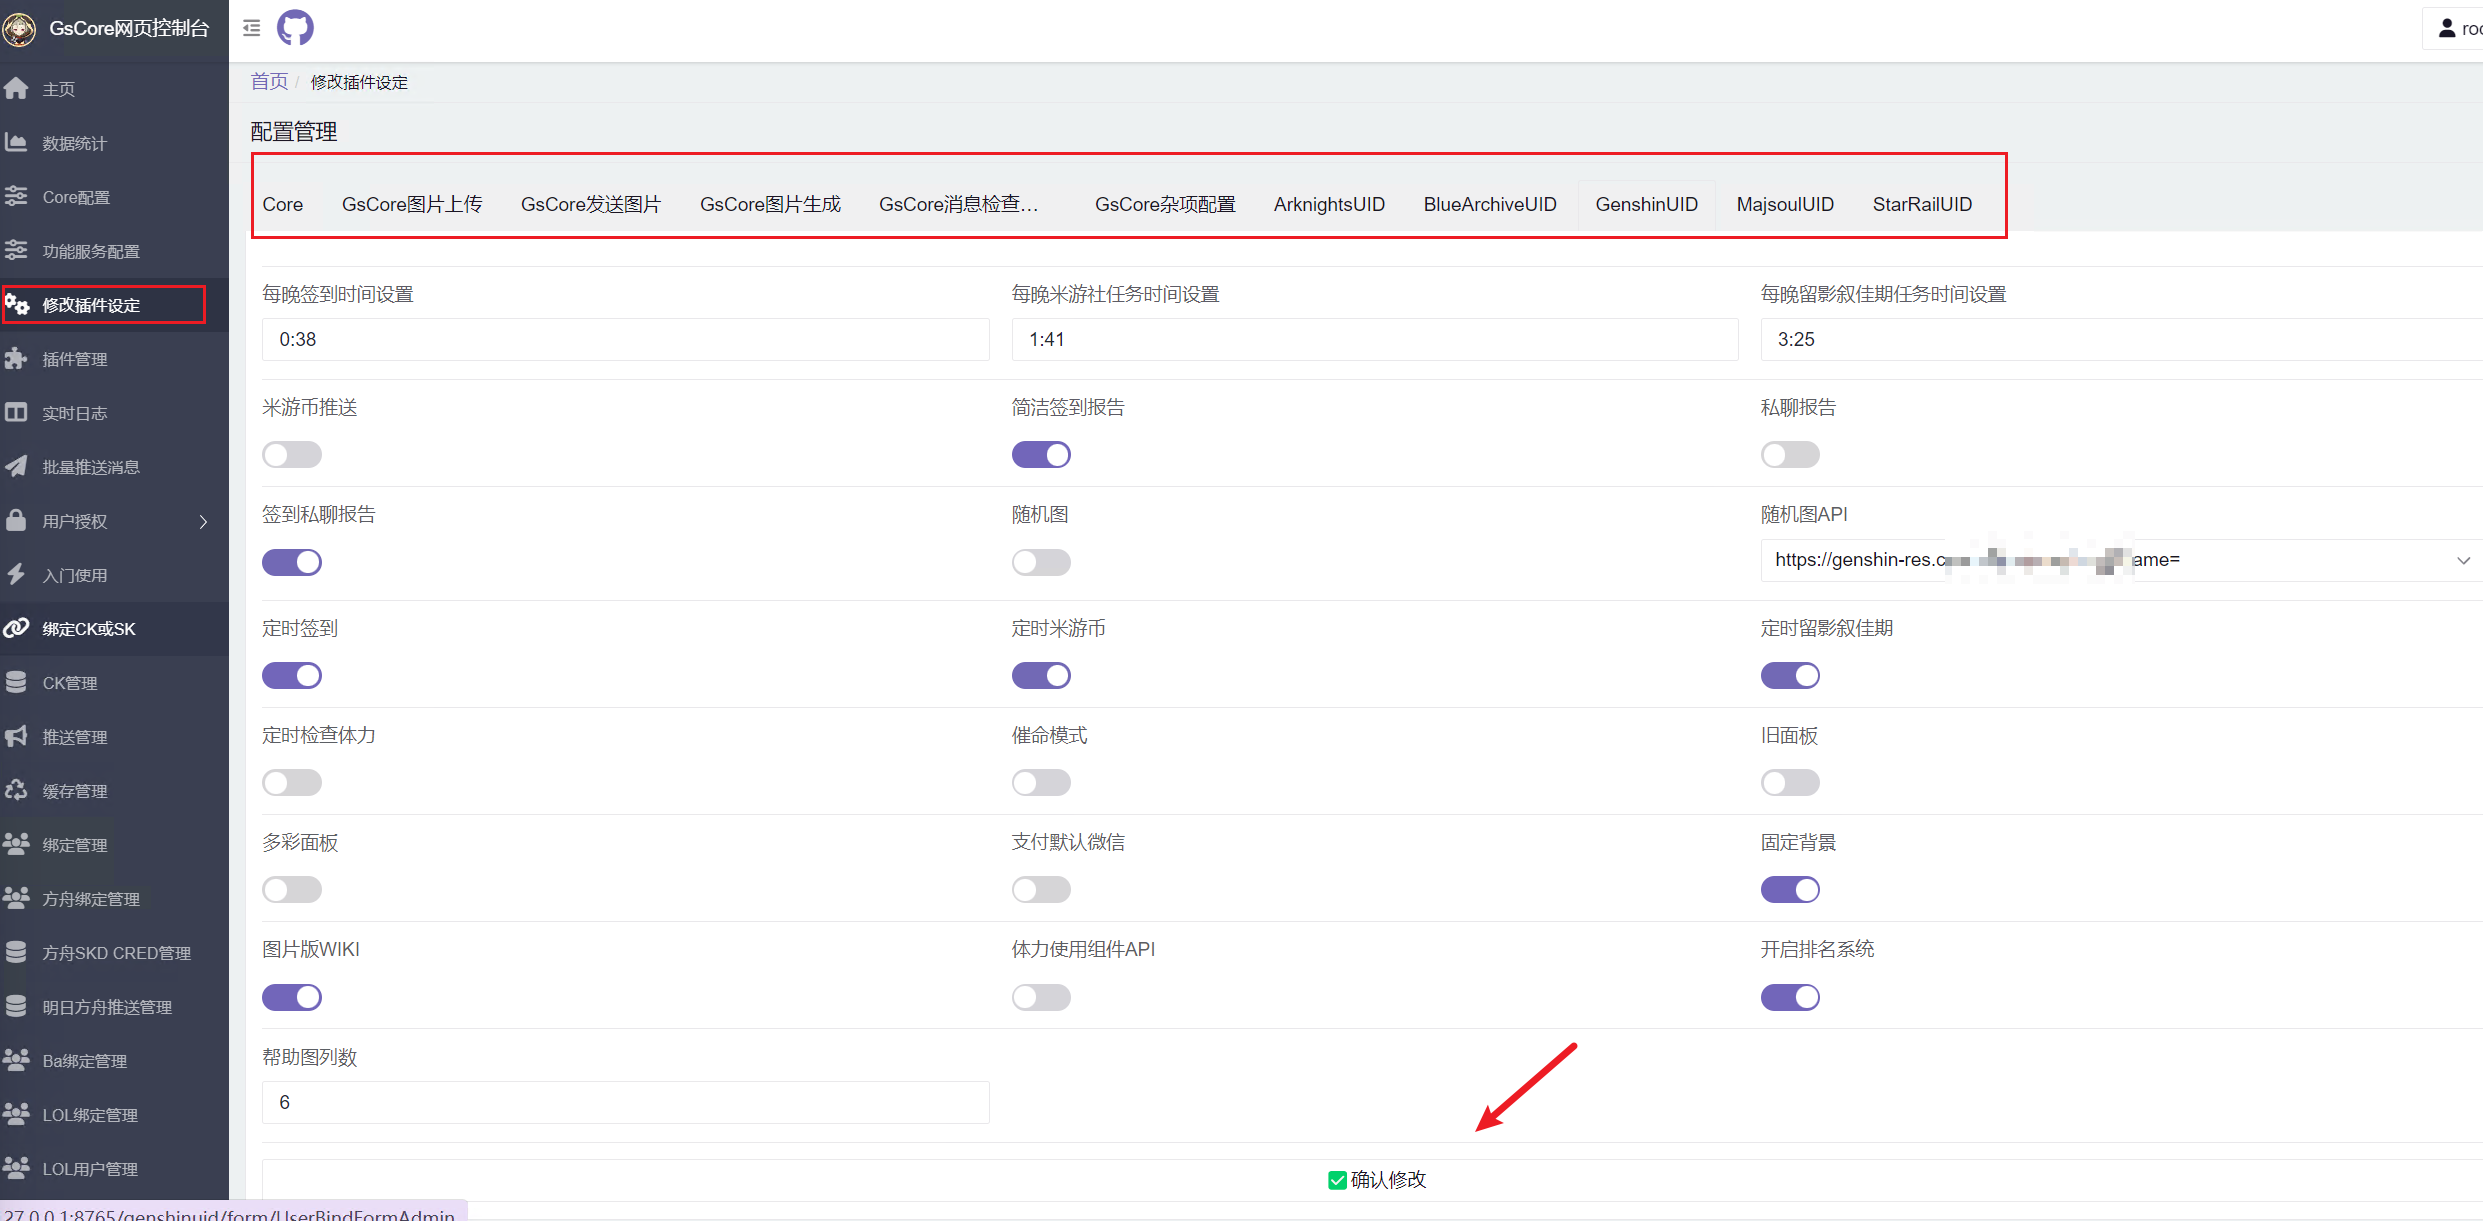 GsCore网页控制台
主页
数据统计
Core配置
功能服务配置
修改插件设定
插件管理
实时日志
批量推送消息
用户授权
入门使用
绑定CK或SK
CK管理
推送管理
缓存管理
绑定管理
方舟绑定管理
方舟SKD CRED管理
明日方舟推送管理
Ba绑定管理
LOL绑定管理
LOL用户管理
27.0.0.1:8765/genshinuid/form/UserBindFormAdmin
首页 / 修改插件设定
配置管理
Core GsCore图片上传 GsCore发送图片 GsCore图片生成 GsCore消息检查… GsCore杂项配置 ArknightsUID BlueArchiveUID GenshinUID MajsoulUID StarRailUID
每晚签到时间设置 每晚米游社任务时间设置 每晚留影叙佳期任务时间设置
0:38 1:41 3:25
米游币推送 简洁签到报告 私聊报告
签到私聊报告 随机图 随机图API
https://genshin-res.c ame=
定时签到 定时米游币 定时留影叙佳期
定时检查体力 催命模式 旧面板
多彩面板 支付默认微信 固定背景
图片版WIKI 体力使用组件API 开启排名系统
帮助图列数
6
确认修改